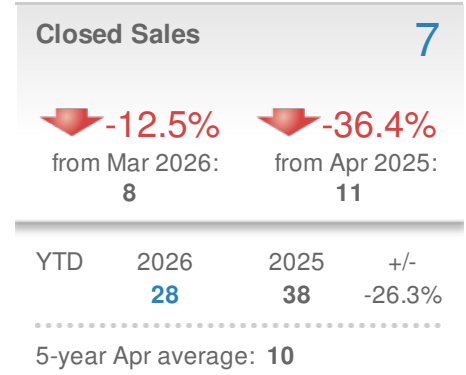 Closed Sales 7
-12.5% -36.4%
from Mar 2026: from Apr 2025:
8 11
YTD 2026 2025 +/-
28 38 -26.3%
5-year Apr average: 10